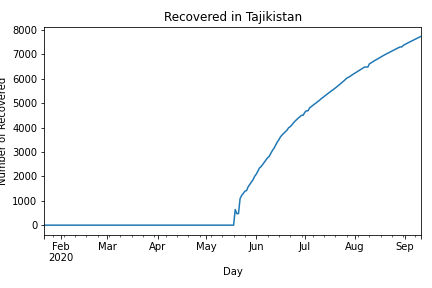 Recovered in Tajikistan
Number of Recovered
8000
7000
6000
5000
4000
3000
2000
1000
0
Feb Mar Apr May Jun Jul Aug Sep
2020
Day